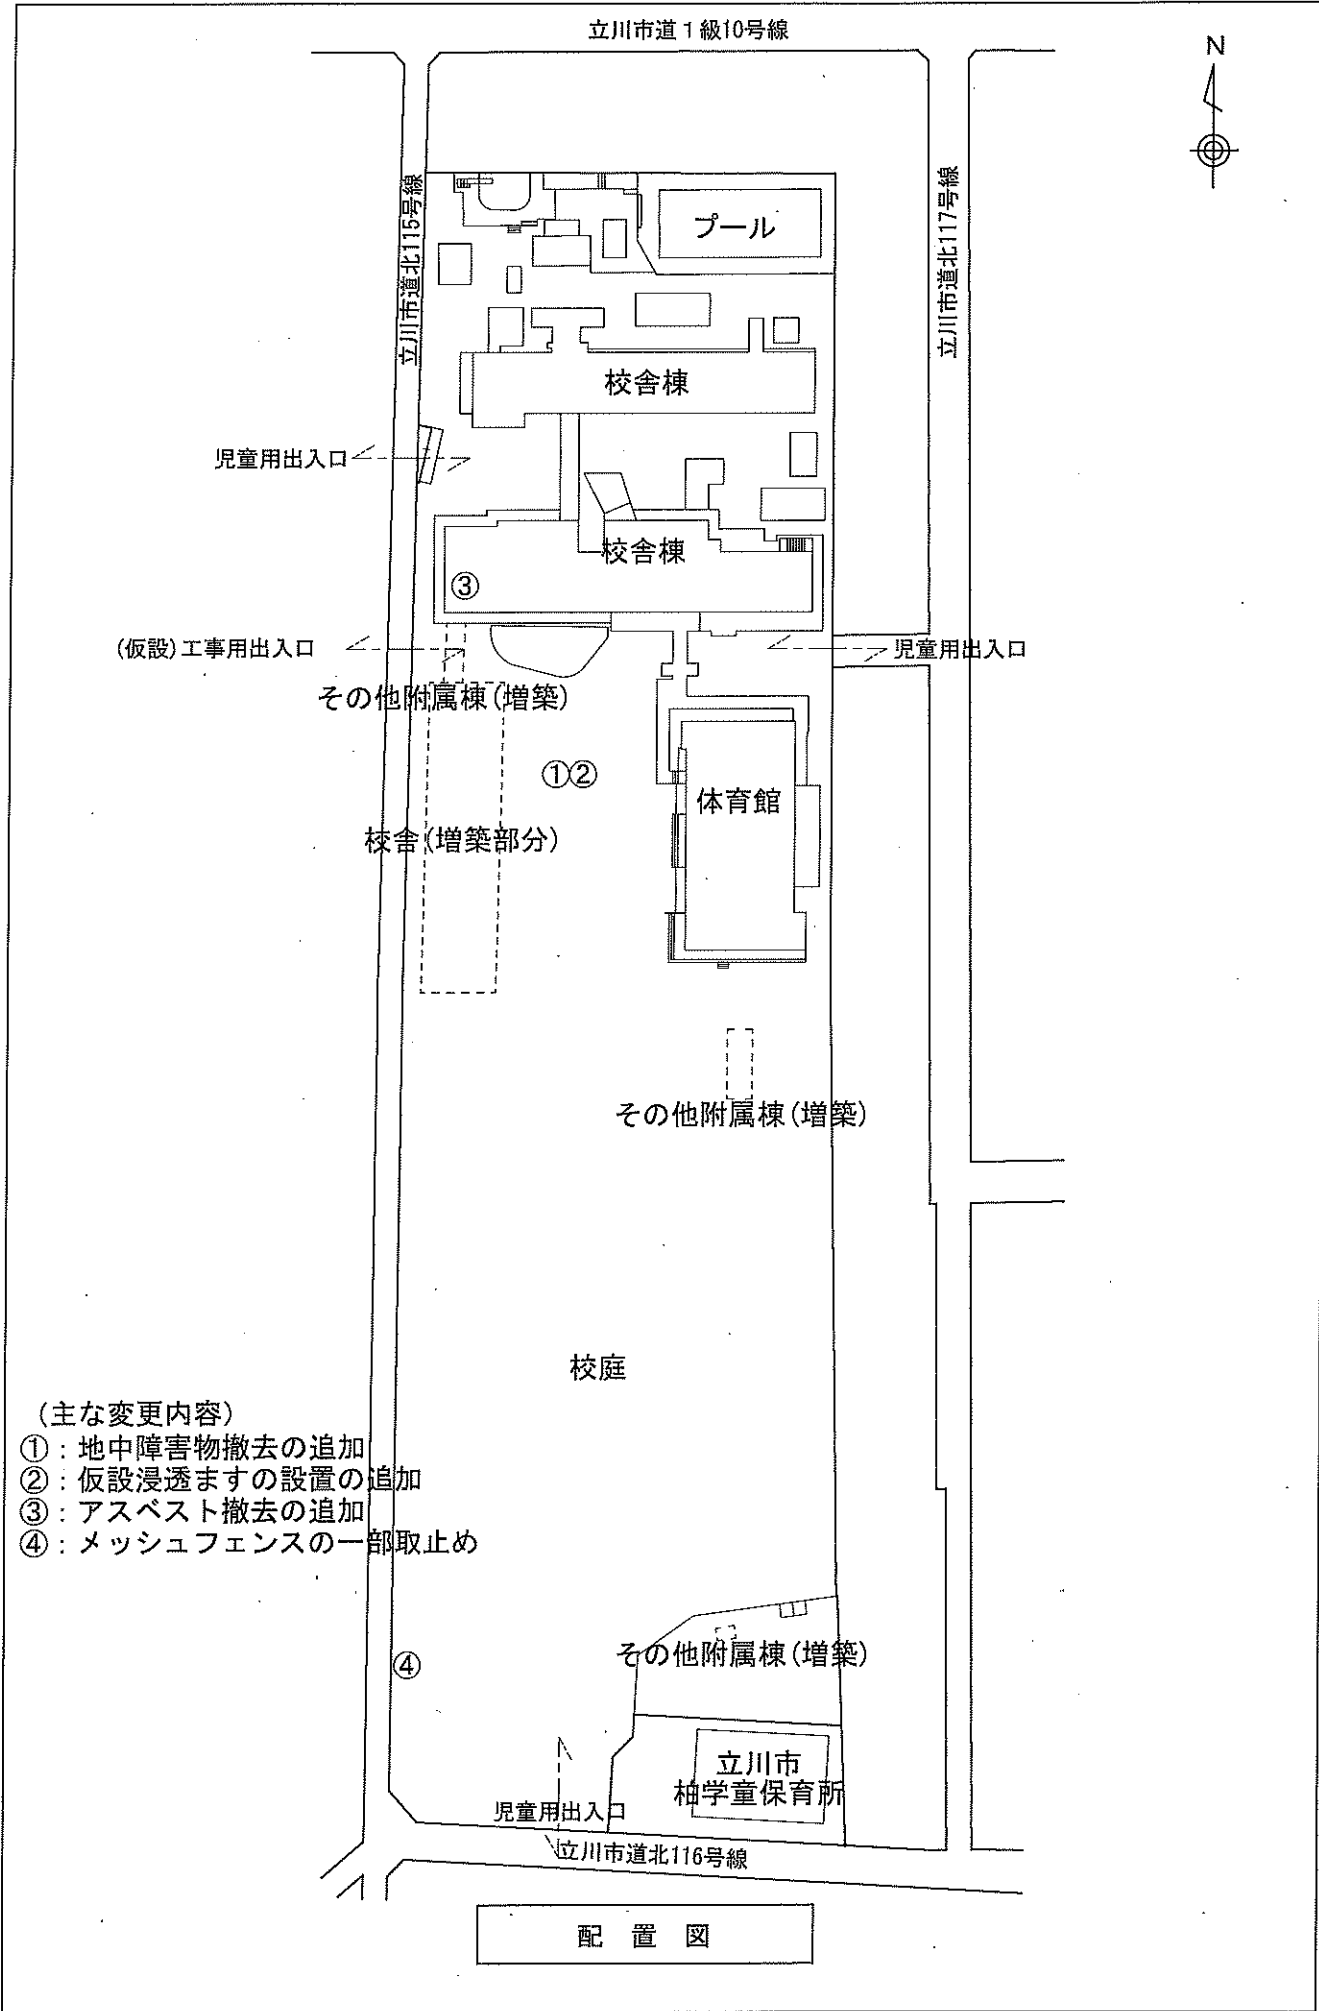 立川市道1級10号線
N
立川市道北115号線
立川市道北117号線
プール
校舎棟
児童用出入口
校舎棟
③
(仮設)工事用出入口
児童用出入口
その他附属棟(増築)
①②
体育館
校舎(増築部分)
その他附属棟(増築)
校庭
(主な変更内容)
①:地中障害物撤去の追加
②:仮設浸透ますの設置の追加
③:アスベスト撤去の追加
④:メッシュフェンスの一部取止め
その他附属棟(増築)
④
立川市
柏学童保育所
児童用出入口
立川市道北116号線
配 置 図